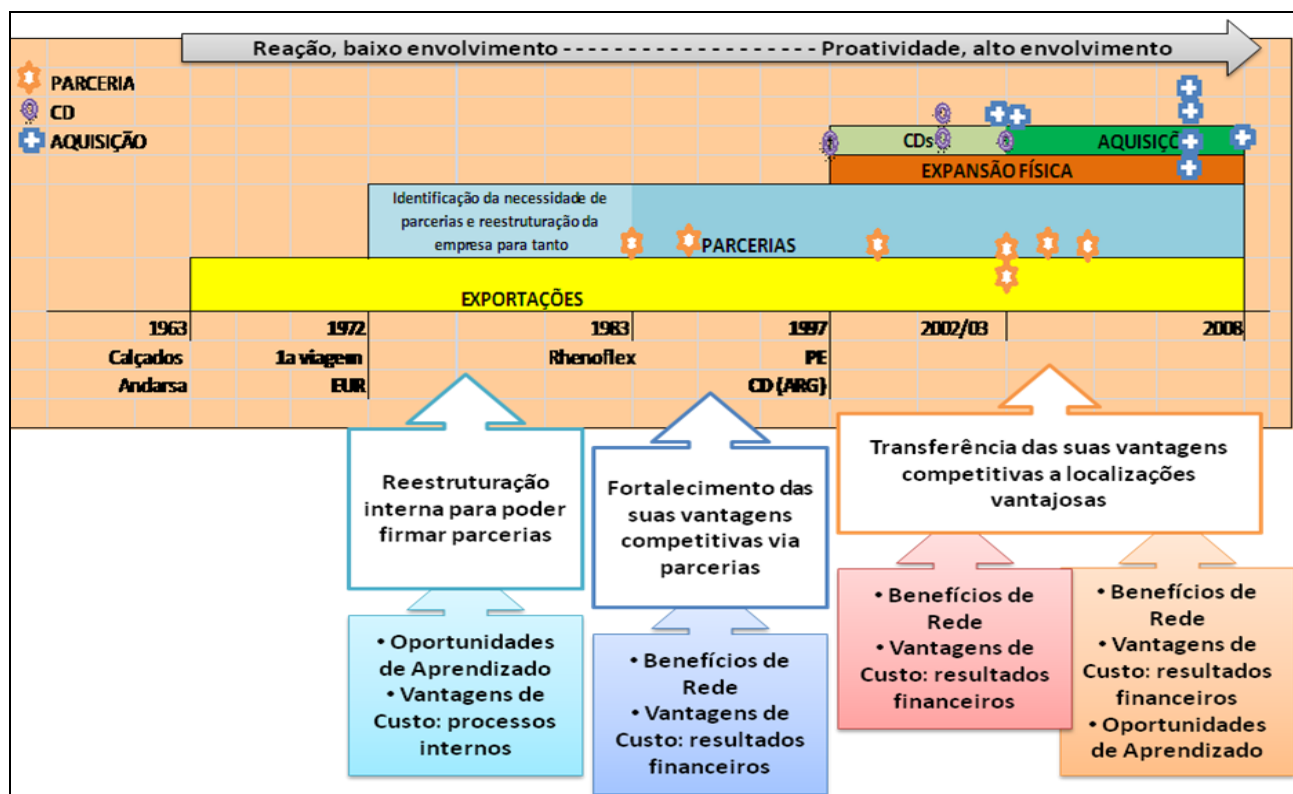 Reação, baixo envolvimento - - - - - - - - - - - - - - - - - - - - Proatividade, alto envolvimento
PARCERIA
CD
AQUISIÇÃO
CDs
AQUISIÇÕ
EXPANSÃO FÍSICA
Identificação da necessidade de
parcerias e reestruturação da
empresa para tanto
PARCERIAS
EXPORTAÇÕES
1963 1972 1983 1997 2002/03 2008
Calçados 1a viagem Rhenoflex PE
Andarsa EUR CD (ARG)
Reestruturação
interna para poder
firmar parcerias
Fortalecimento das
suas vantagens
competitivas via
parcerias
Transferência das suas vantagens
competitivas a localizações
vantajosas
• Oportunidades
de Aprendizado
• Vantagens de
Custo: processos
internos
• Benefícios de
Rede
• Vantagens de
Custo: resultados
financeiros
• Benefícios de
Rede
• Vantagens de
Custo: resultados
financeiros
• Benefícios de
Rede
• Vantagens de
Custo: resultados
financeiros
• Oportunidades
de Aprendizado